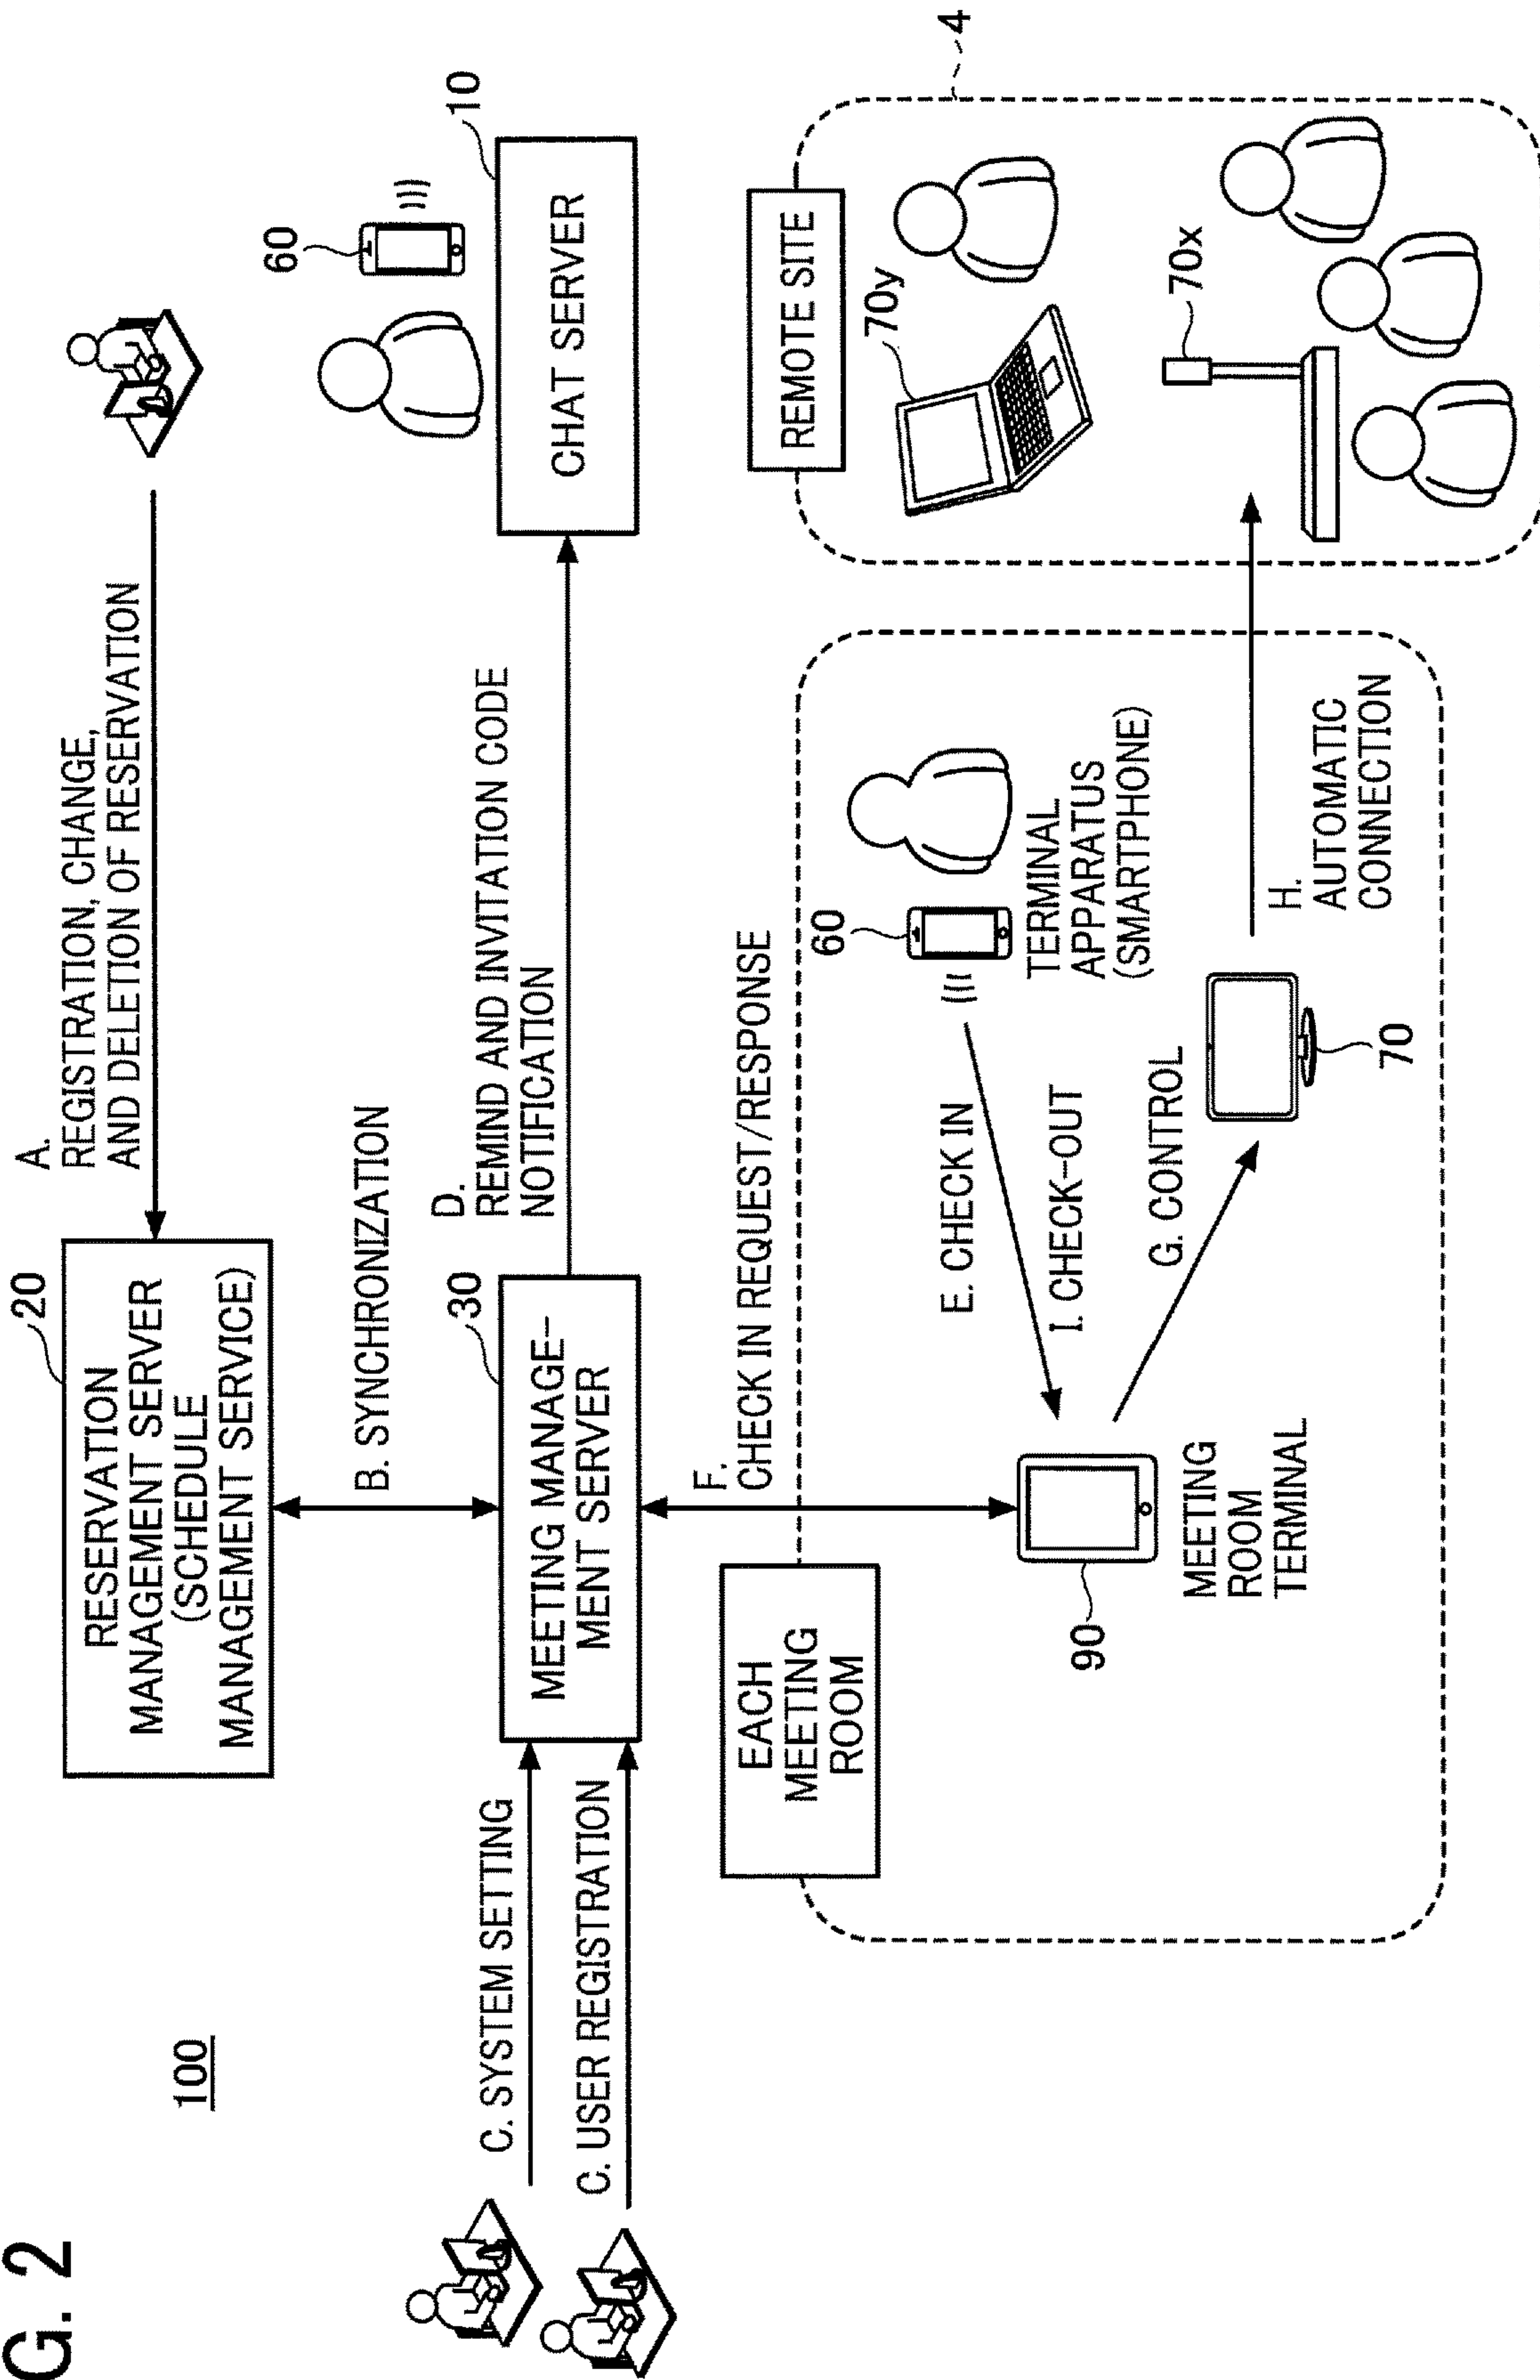 G. 2
100
A.
REGISTRATION, CHANGE,
AND DELETION OF RESERVATION
20
RESERVATION
MANAGEMENT SERVER
(SCHEDULE
MANAGEMENT SERVICE)
B. SYNCHRONIZATION
60
C. SYSTEM SETTING
C. USER REGISTRATION
30
MEETING MANAGE-
MENT SERVER
D.
REMIND AND INVITATION CODE
NOTIFICATION
10
CHAT SERVER
F.
CHECK IN REQUEST/RESPONSE
EACH
MEETING
ROOM
90
MEETING
ROOM
TERMINAL
E. CHECK IN
I. CHECK-OUT
G. CONTROL
60
TERMINAL
APPARATUS
(SMARTPHONE)
70
H.
AUTOMATIC
CONNECTION
REMOTE SITE
4
70y
70x